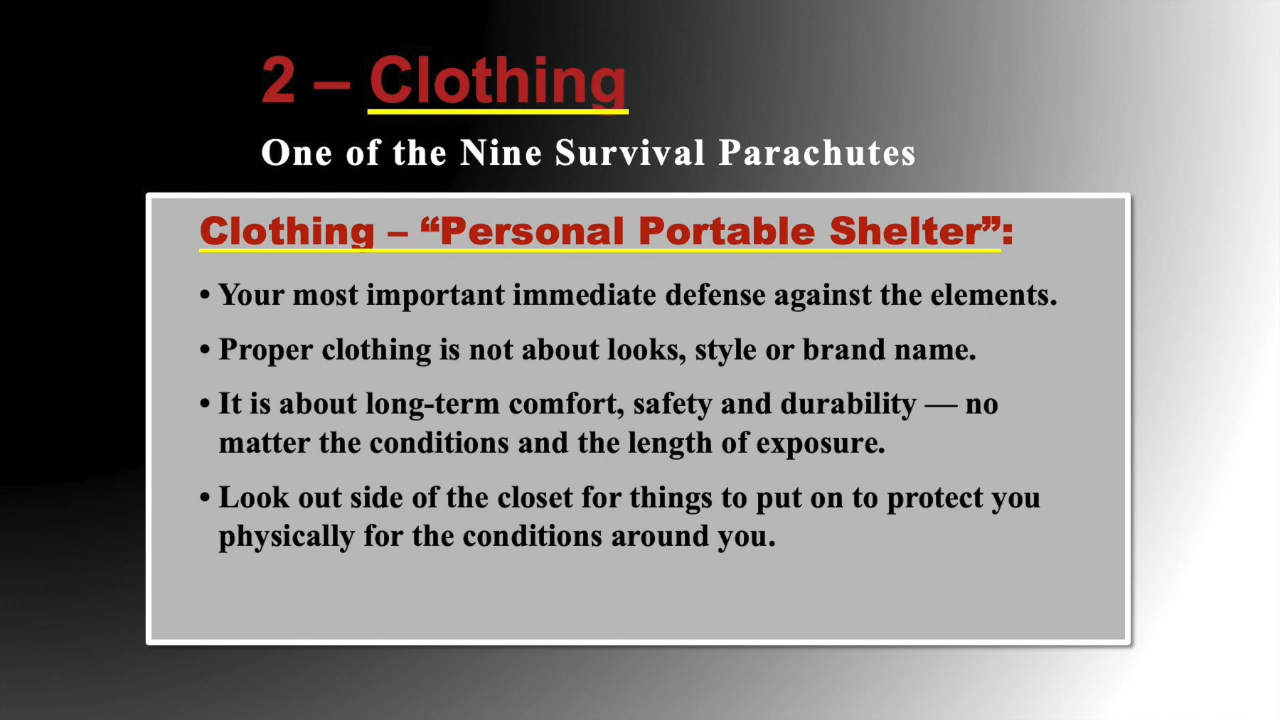 2 – Clothing
One of the Nine Survival Parachutes
Clothing – “Personal Portable Shelter”:
• Your most important immediate defense against the elements.
• Proper clothing is not about looks, style or brand name.
• It is about long-term comfort, safety and durability — no
matter the conditions and the length of exposure.
• Look out side of the closet for things to put on to protect you
physically for the conditions around you.